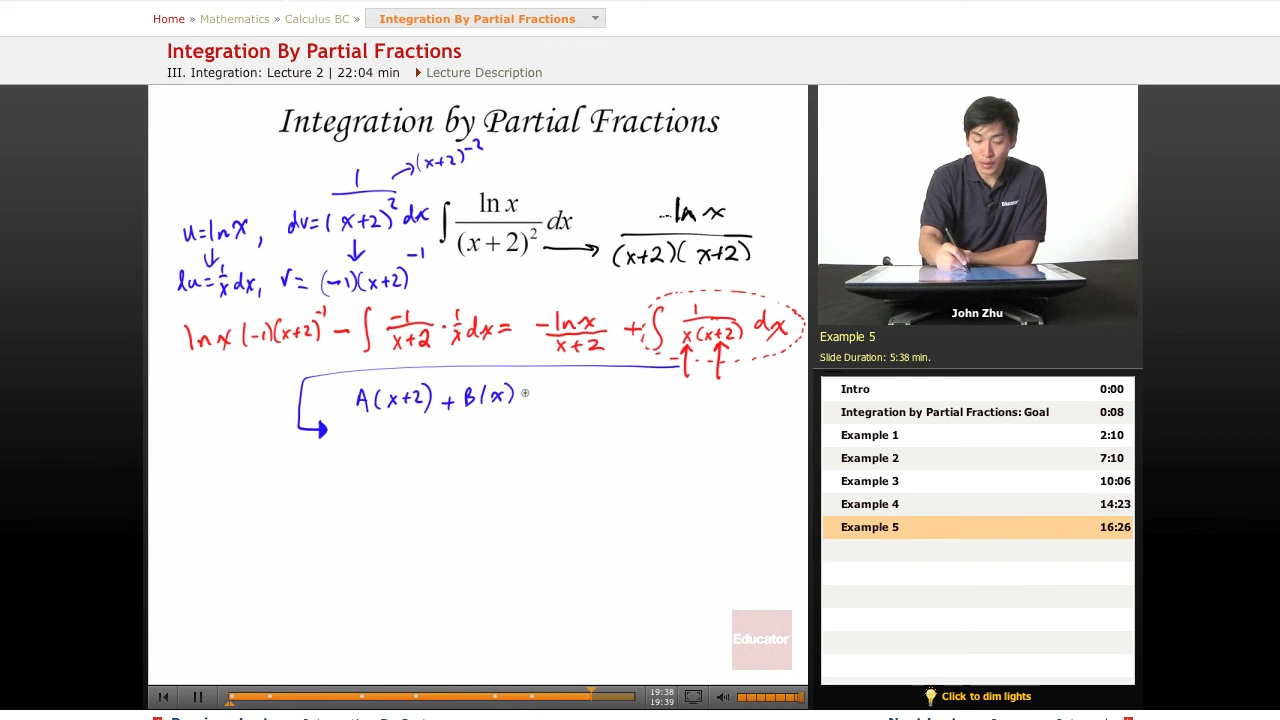 Home » Mathematics » Calculus BC » Integration By Partial Fractions
Integration By Partial Fractions
III. Integration: Lecture 2 | 22:04 min Lecture Description
Integration by Partial Fractions
1 → (x+2)^-2
u = ln x, dv = (x+2)^2 dx
∫ ln x / (x + 2)^2 dx → -ln x / (x+2)(x+2)
du = 1/x dx, v = (-1)(x+2)^-1
ln x (-1)(x+2)^-1 - ∫ -1/x+2 · 1/x dx = -ln x / x+2 + ∫ 1 / x(x+2) dx
A(x+2) + B(x)
Educator
19:38
19:39
John Zhu
Example 5
Slide Duration: 5:38 min.
Intro 0:00
Integration by Partial Fractions: Goal 0:08
Example 1 2:10
Example 2 7:10
Example 3 10:06
Example 4 14:23
Example 5 16:26
Click to dim lights